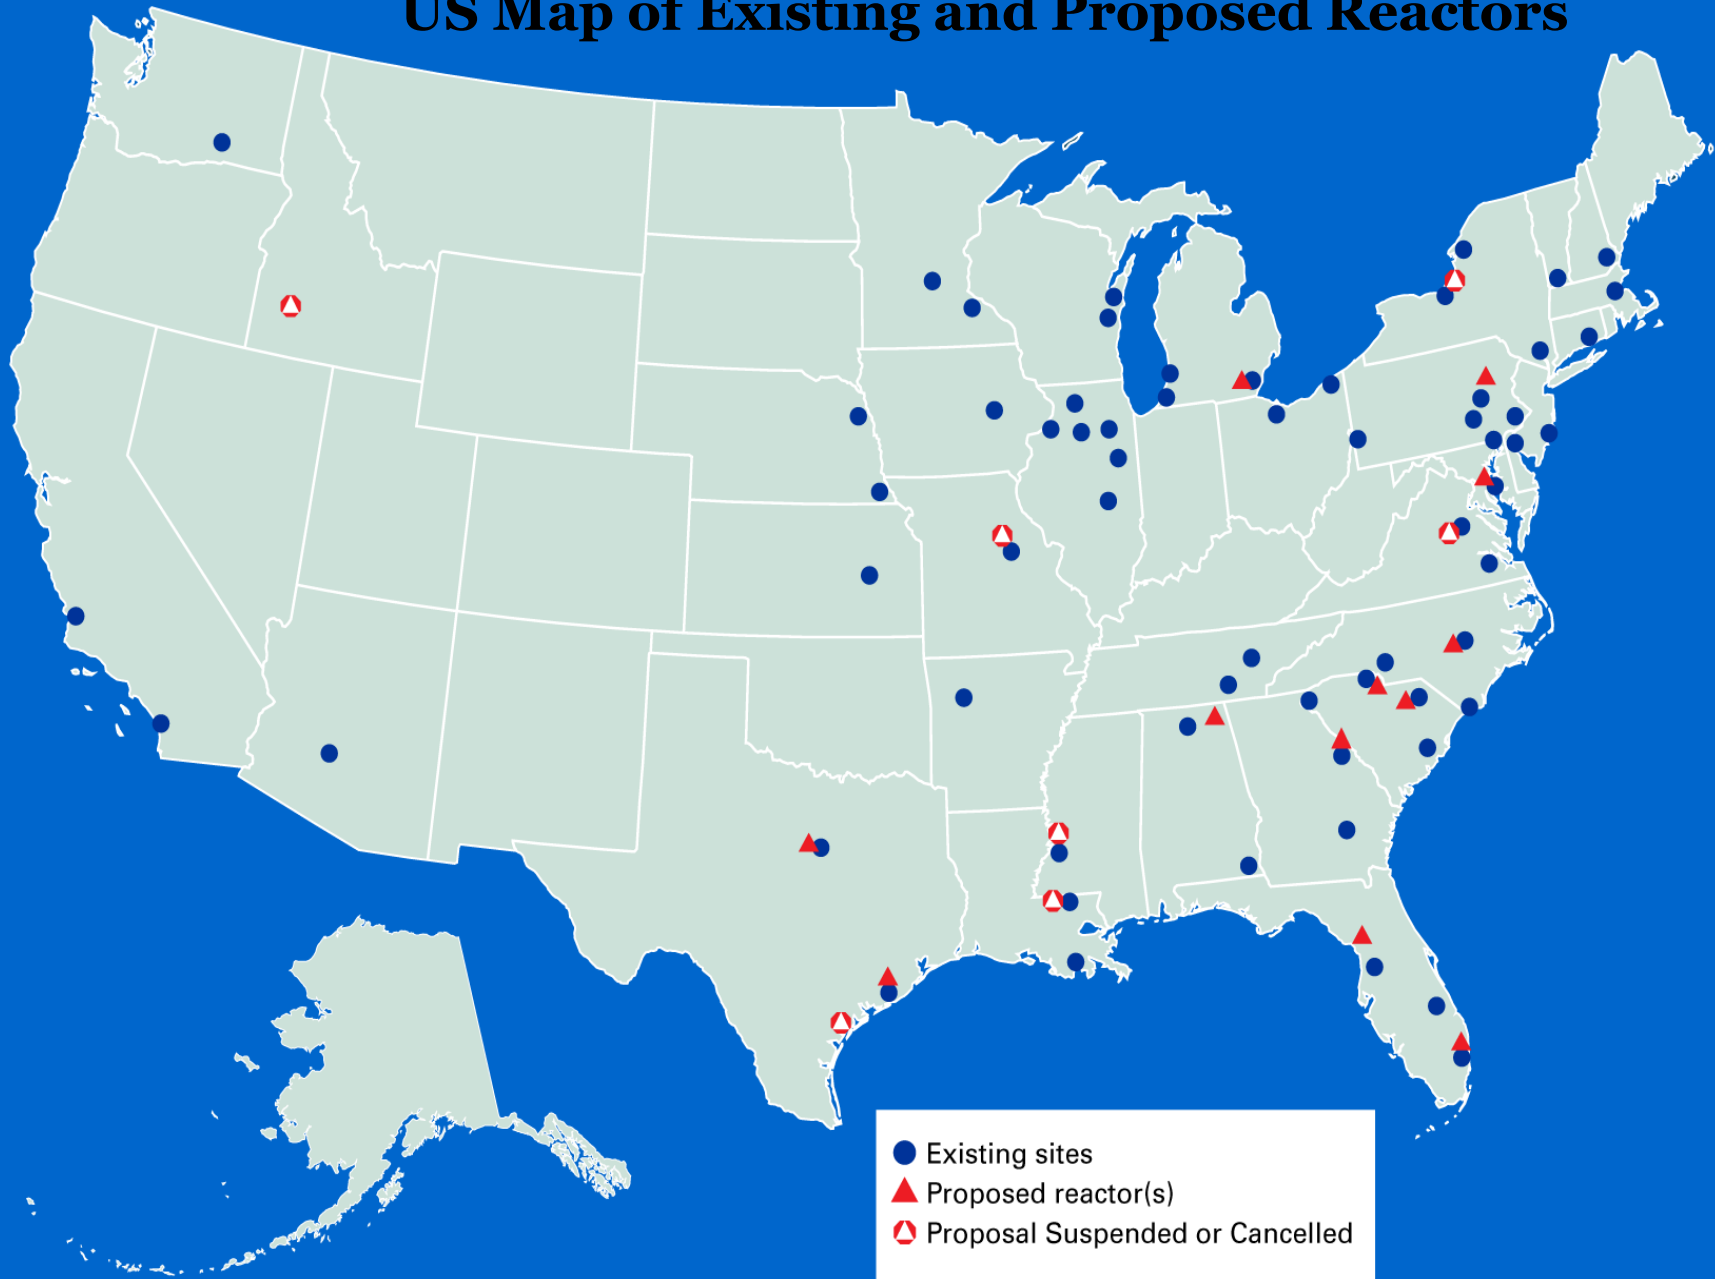 US Map of Existing and Proposed Reactors
Existing sites
Proposed reactor(s)
Proposal Suspended or Cancelled